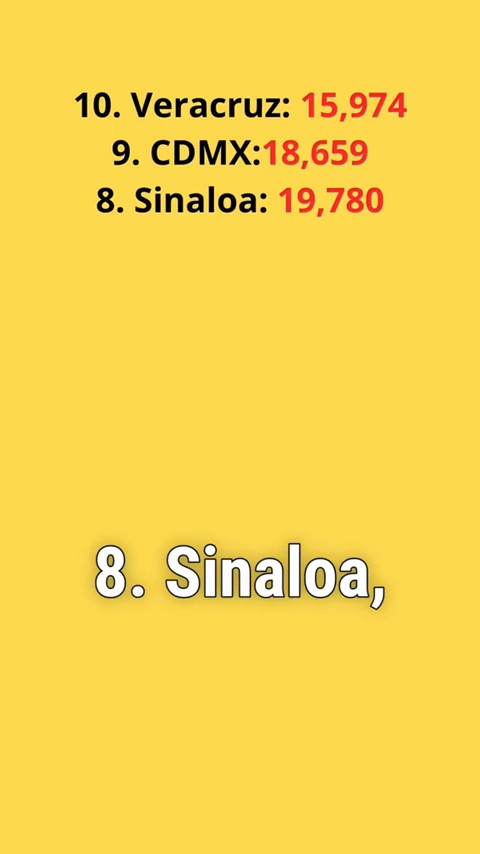 10. Veracruz: 15,974
9. CDMX:18,659
8. Sinaloa: 19,780
8. Sinaloa,